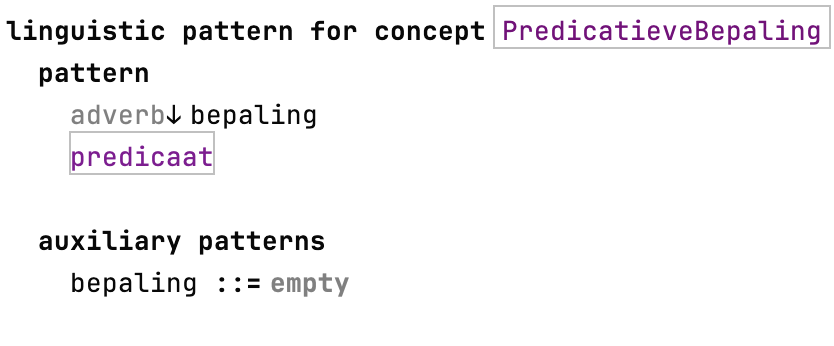 linguistic pattern for concept PredicatieveBepaling
pattern
adverb↓ bepaling
predicaat
auxiliary patterns
bepaling ::= empty